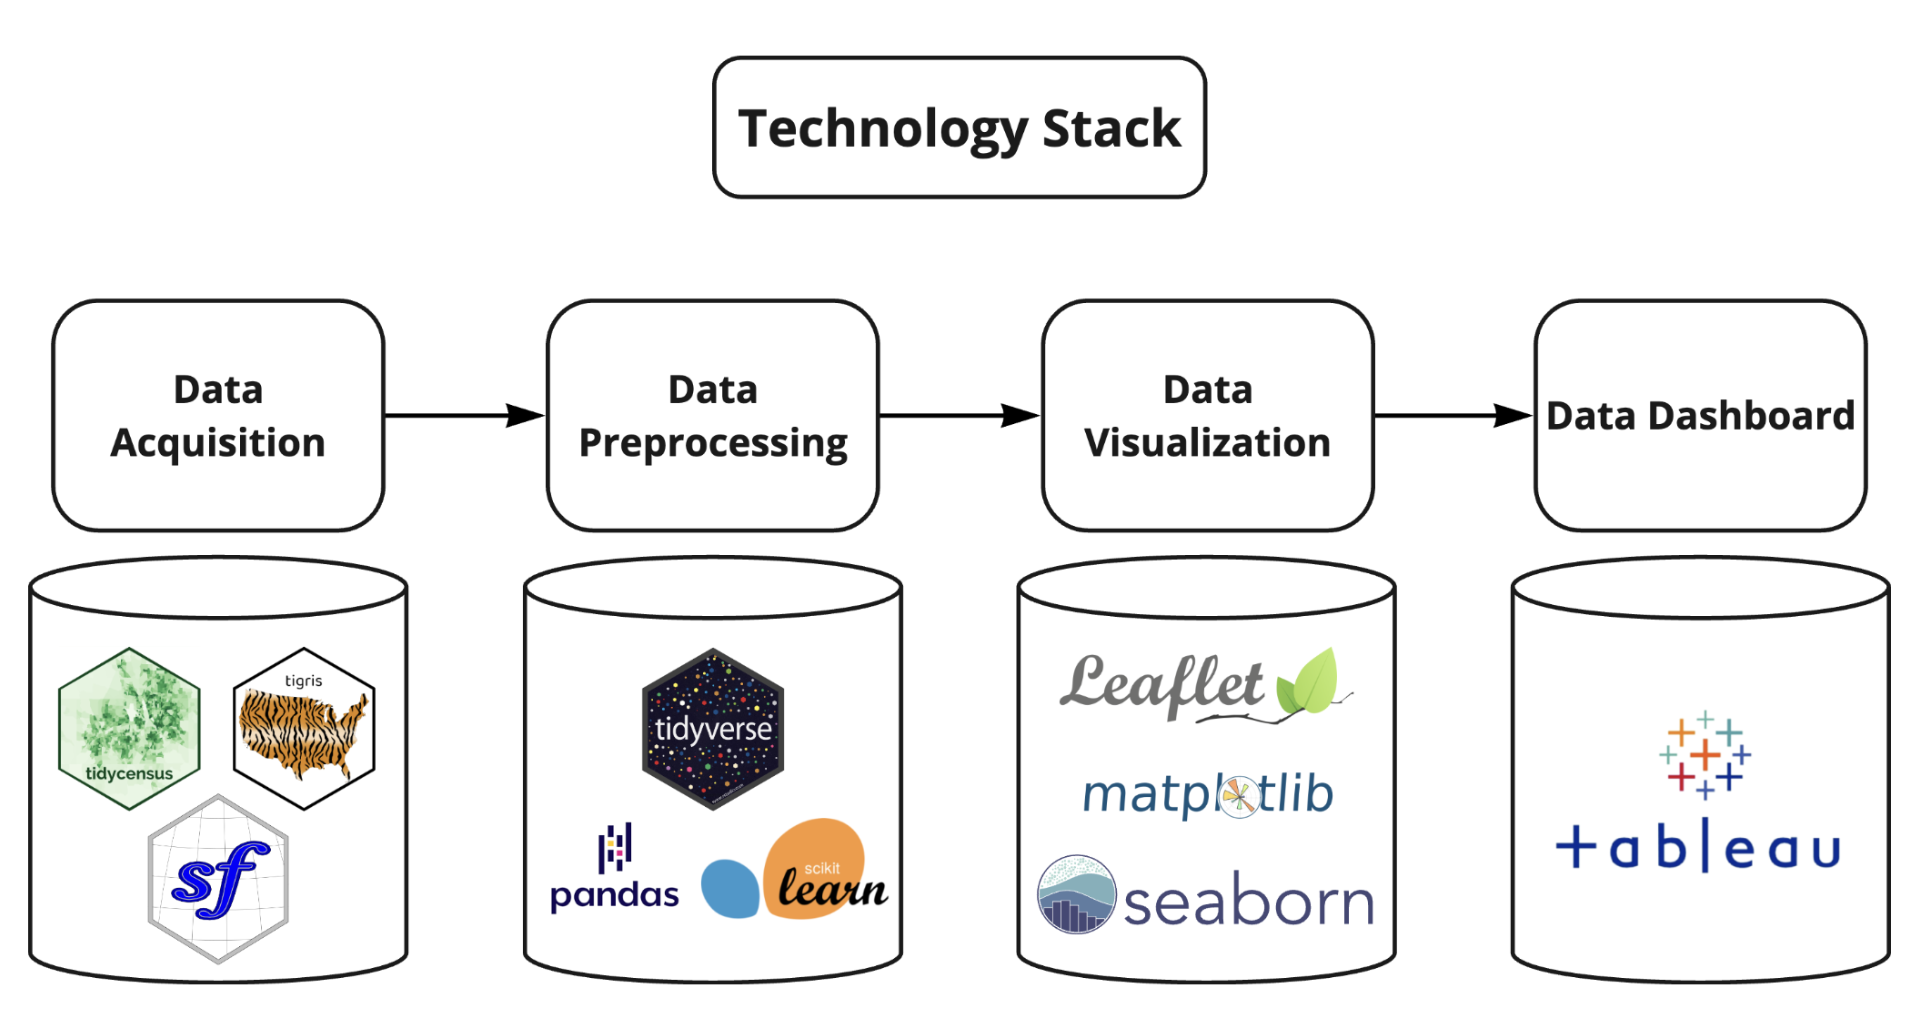 Technology Stack
Data
Acquisition
Data
Preprocessing
Data
Visualization
Data Dashboard
tidycensus
tigris
sf
tidyverse
pandas
scikit
learn
Leaflet
matplotlib
seaborn
+ableau